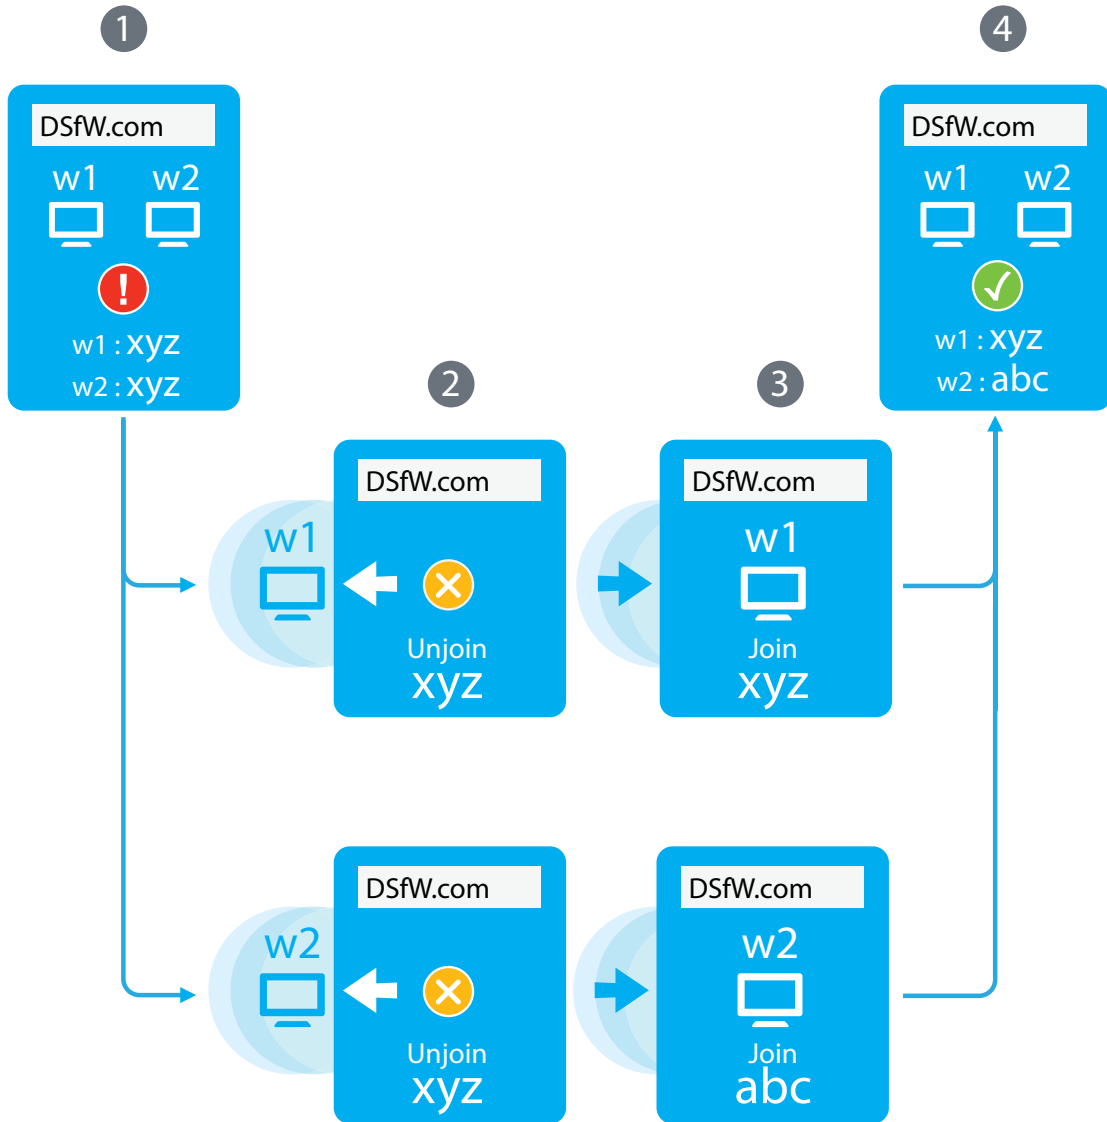 1
DSfW.com
w1 w2
!
w1 : xyz
w2 : xyz
2
DSfW.com
w1
Unjoin
xyz
3
DSfW.com
w1
Join
xyz
DSfW.com
w2
Unjoin
xyz
DSfW.com
w2
Join
abc
4
DSfW.com
w1 w2
w1 : xyz
w2 : abc